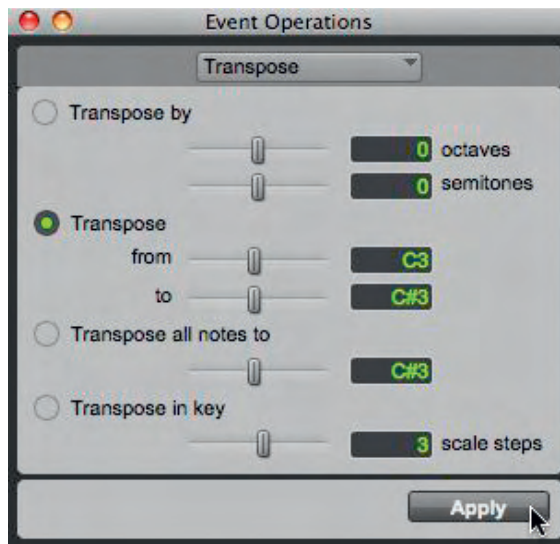 Event Operations
Transpose
Transpose by
0 octaves
0 semitones
Transpose
from C3
to C#3
Transpose all notes to
C#3
Transpose in key
3 scale steps
Apply